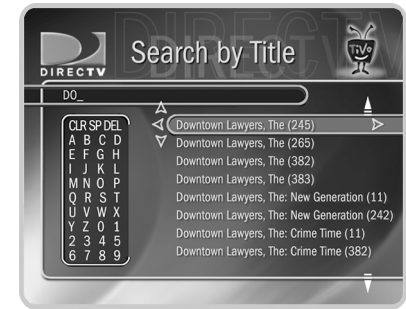 DIRECTV
DIRECTV
Search by Title
TiVo
DO_
CLR SP DEL
A B C D
E F G H
I J K L
M N O P
Q R S T
U V W X
Y Z 0 1
2 3 4 5
6 7 8 9
Downtown Lawyers, The (245)
Downtown Lawyers, The (265)
Downtown Lawyers, The (382)
Downtown Lawyers, The (383)
Downtown Lawyers, The: New Generation (11)
Downtown Lawyers, The: New Generation (242)
Downtown Lawyers, The: Crime Time (11)
Downtown Lawyers, The: Crime Time (382)